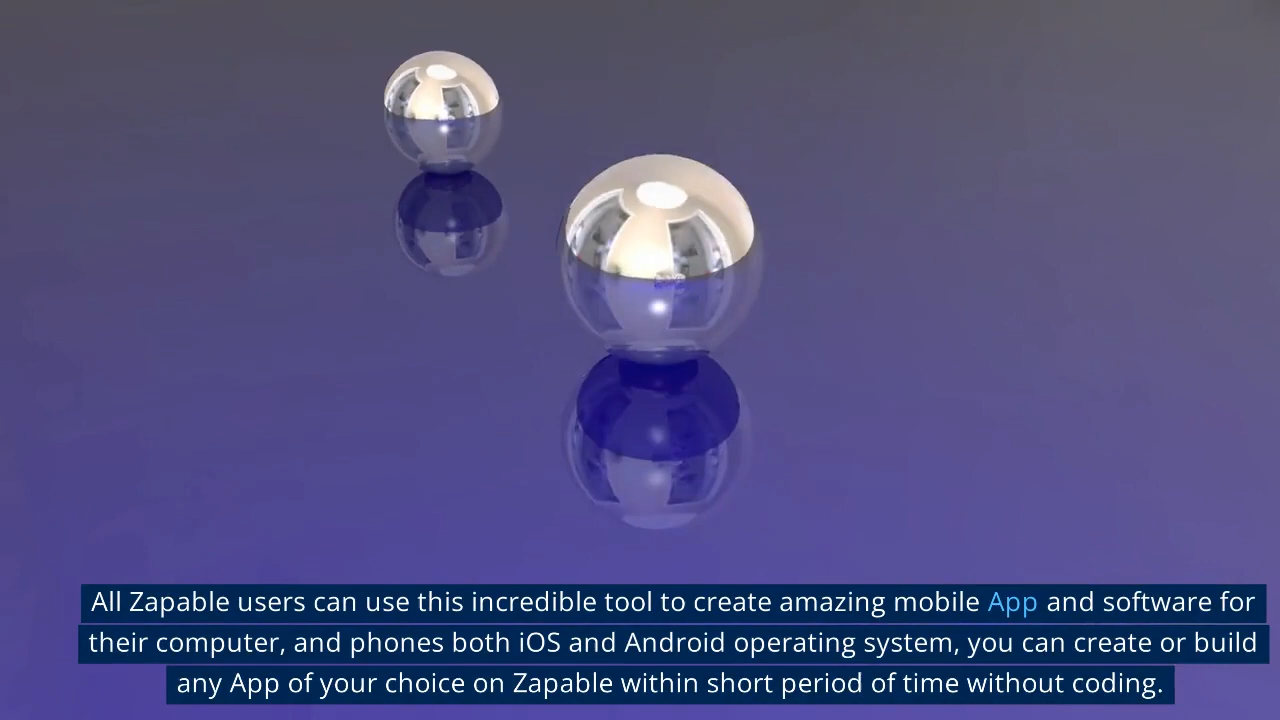 All Zapable users can use this incredible tool to create amazing mobile App and software for
their computer, and phones both iOS and Android operating system, you can create or build
any App of your choice on Zapable within short period of time without coding.